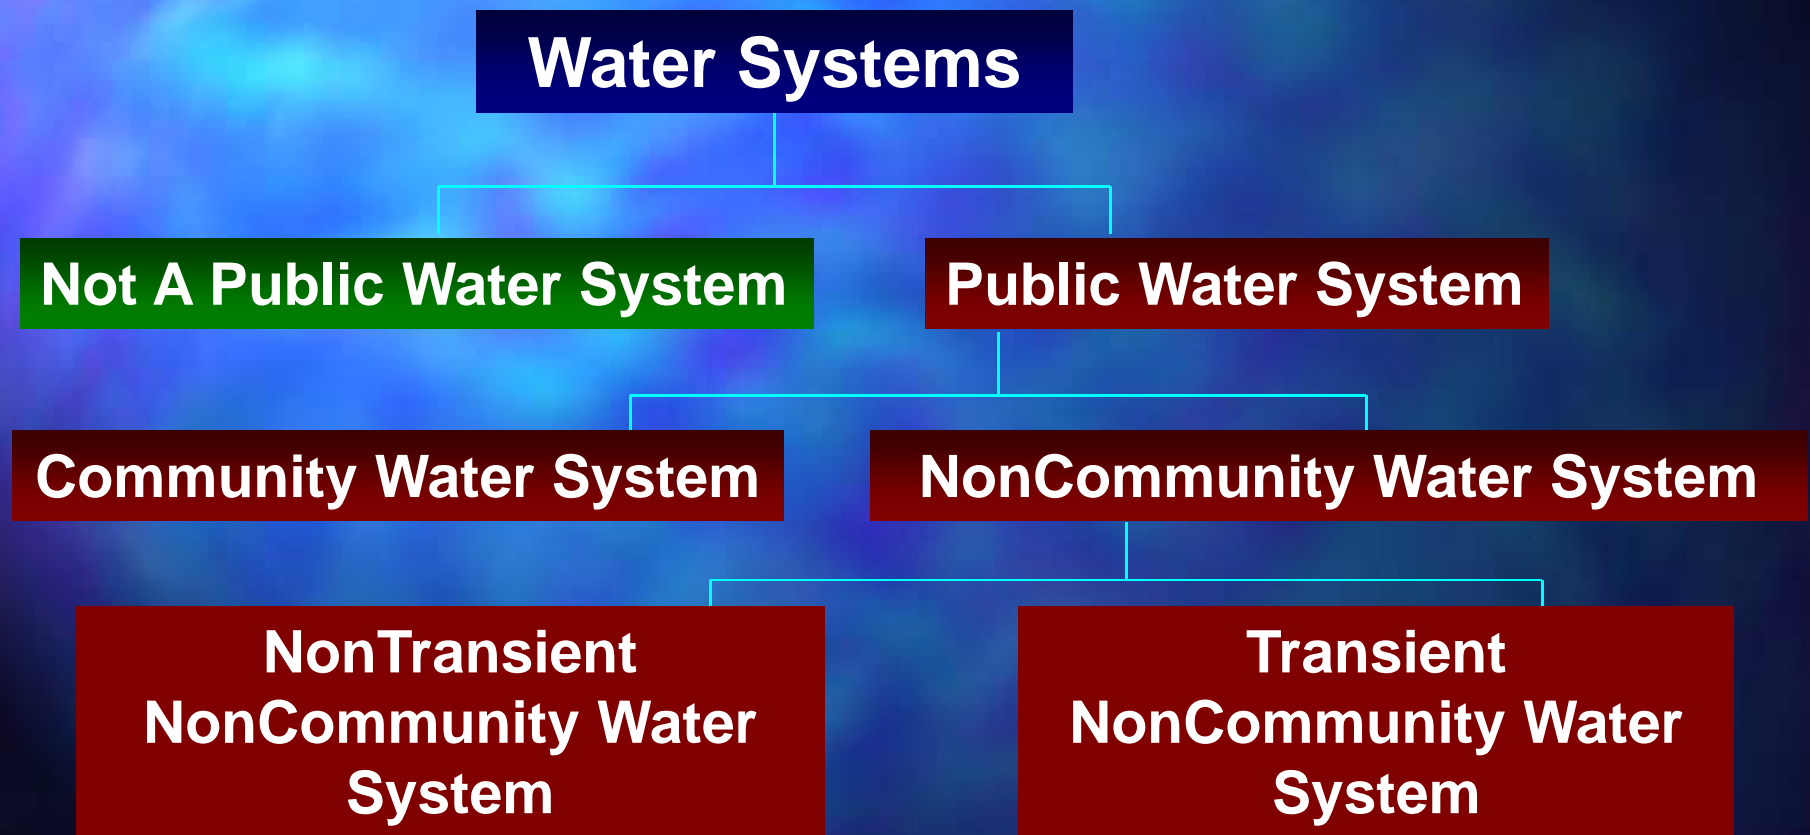 Water Systems
Not A Public Water System
Public Water System
Community Water System
NonCommunity Water System
NonTransient
NonCommunity Water
System
Transient
NonCommunity Water
System